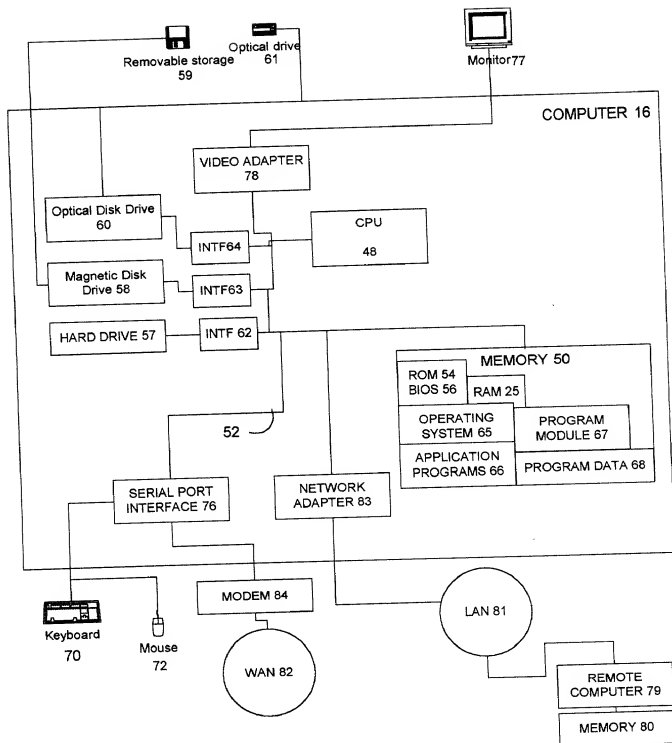 Removable storage
59
Optical drive
61
Monitor77
COMPUTER 16
VIDEO ADAPTER
78
Optical Disk Drive
60
INTF64
CPU
48
Magnetic Disk
Drive 58
INTF63
HARD DRIVE 57
INTF 62
MEMORY 50
ROM 54
BIOS 56
RAM 25
OPERATING
SYSTEM 65
PROGRAM
MODULE 67
APPLICATION
PROGRAMS 66
PROGRAM DATA 68
52
SERIAL PORT
INTERFACE 76
NETWORK
ADAPTER 83
MODEM 84
LAN 81
Keyboard
70
Mouse
72
WAN 82
REMOTE
COMPUTER 79
MEMORY 80